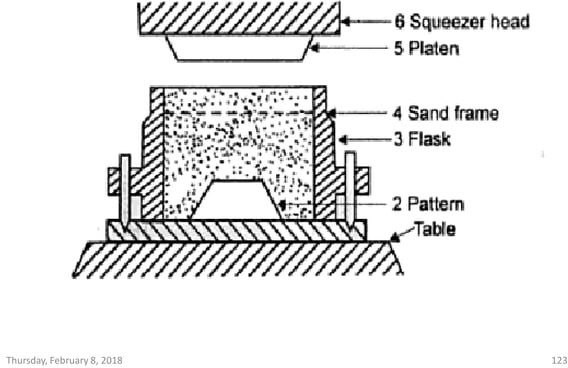 6 Squeezer head
5 Platen
4 Sand frame
3 Flask
2 Pattern
Table
Thursday, February 8, 2018
123